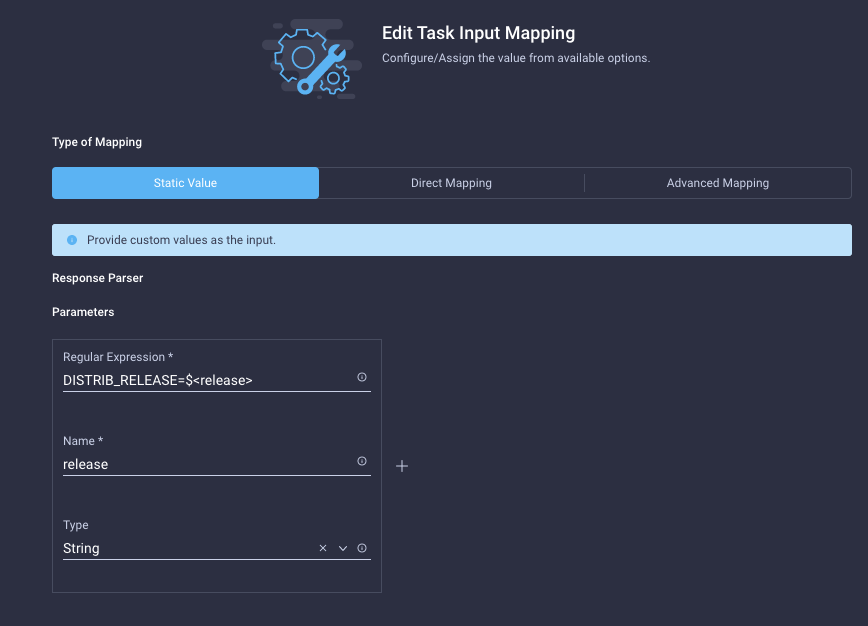 Edit Task Input Mapping
Configure/Assign the value from available options.
Type of Mapping
Static Value
Direct Mapping
Advanced Mapping
Provide custom values as the input.
Response Parser
Parameters
Regular Expression *
DISTRIB_RELEASE=$<release>
Name *
release
Type
String